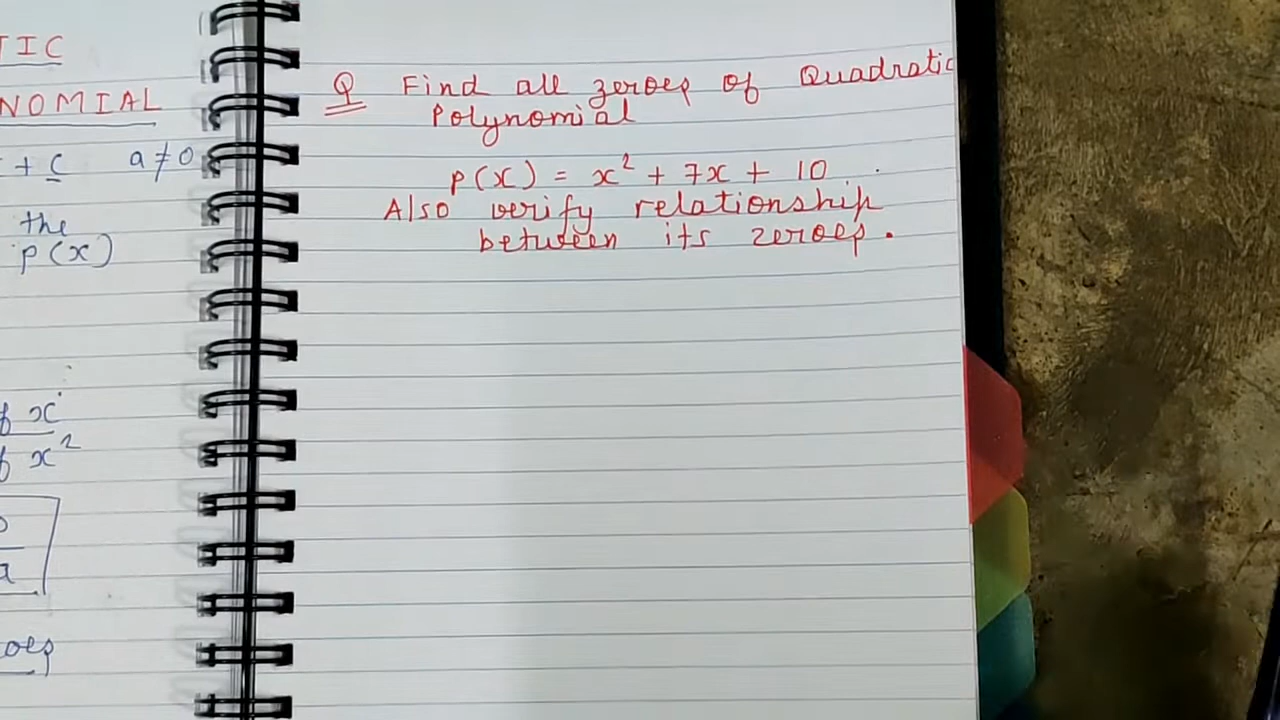 TIC
NOMIAL
+ c a ≠ 0
the
p(x)
x
x²
Q Find all zeroes of Quadratic
Polynomial
p(x) = x² + 7x + 10
Also verify relationship
between its zeroes.